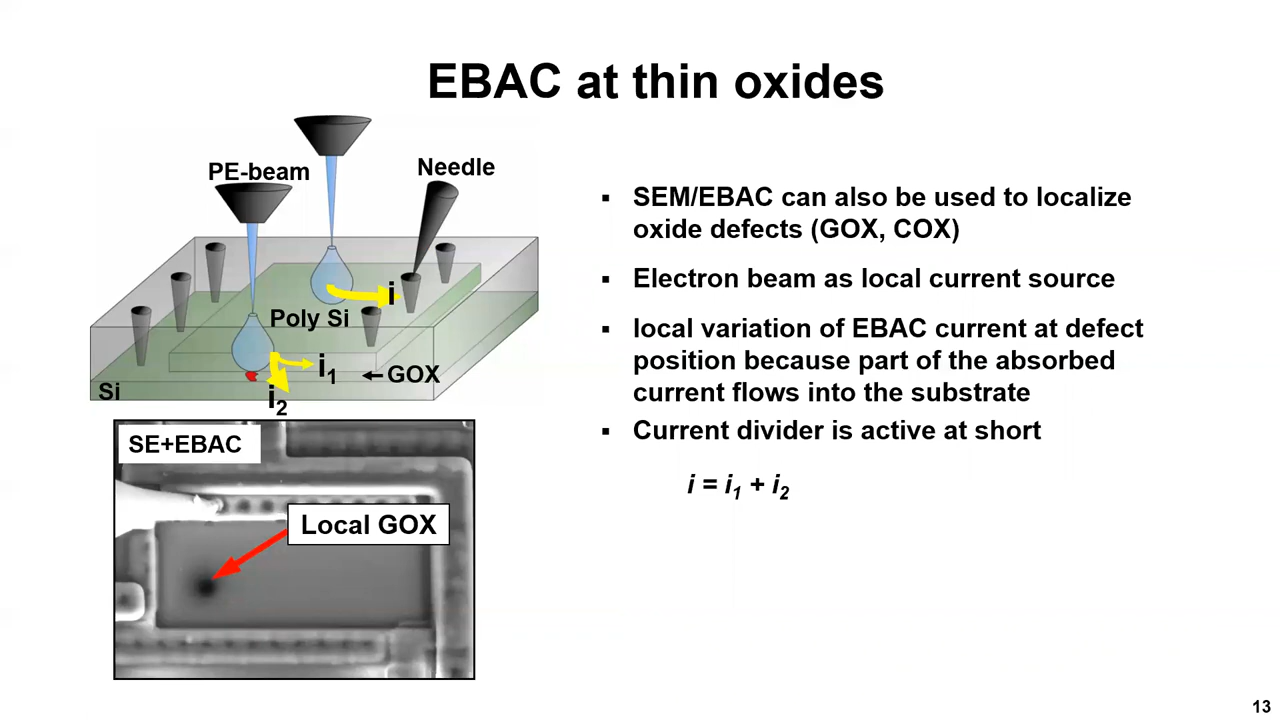 EBAC at thin oxides
PE-beam
Needle
i
Poly Si
i₁
GOX
Si
i₂
SE+EBAC
Local GOX
▪ SEM/EBAC can also be used to localize
oxide defects (GOX, COX)
▪ Electron beam as local current source
▪ local variation of EBAC current at defect
position because part of the absorbed
current flows into the substrate
▪ Current divider is active at short
i = i₁ + i₂
13